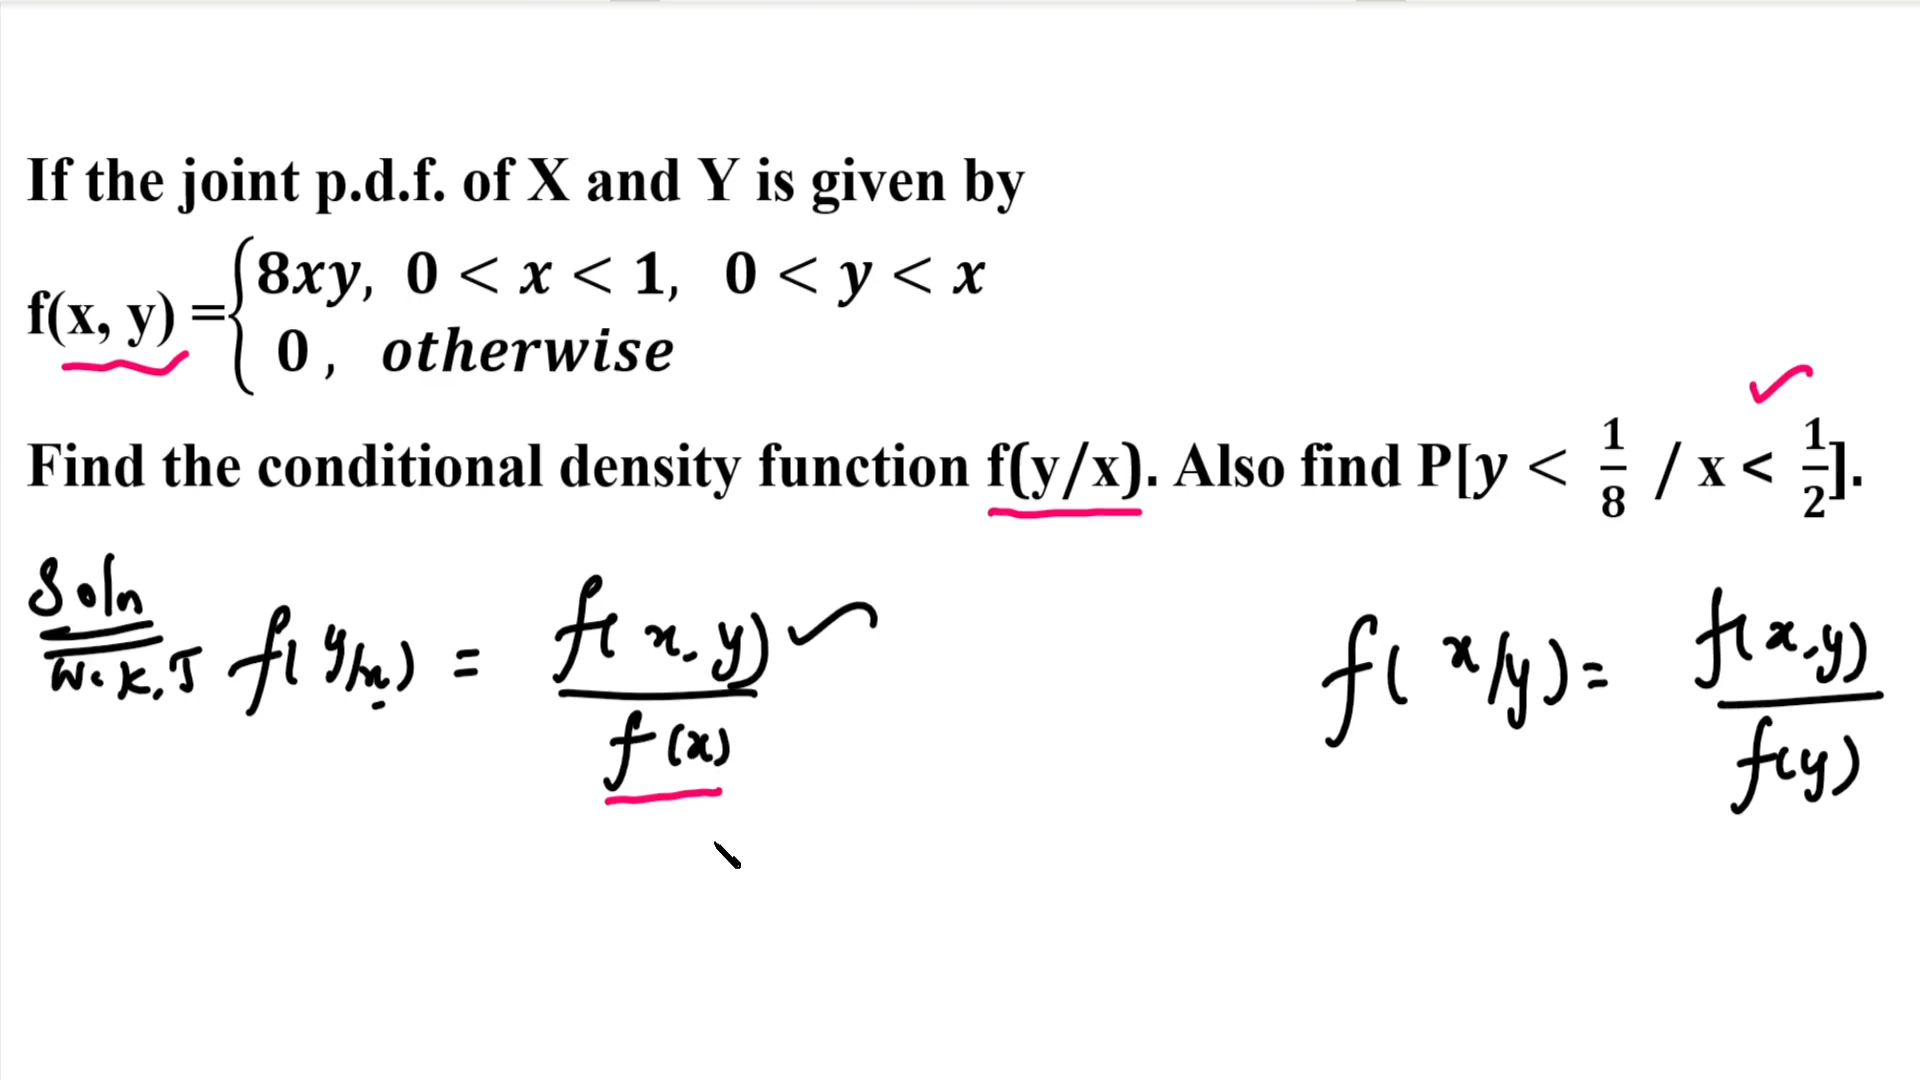 If the joint p.d.f. of X and Y is given by
f(x, y) = { 8xy, 0 < x < 1, 0 < y < x
0 , otherwise
Find the conditional density function f(y/x). Also find P[y < 1/8 / x < 1/2].
Soln
W.K.T f(y/x) = f(x,y) / f(x)
f(x/y) = f(x,y) / f(y)